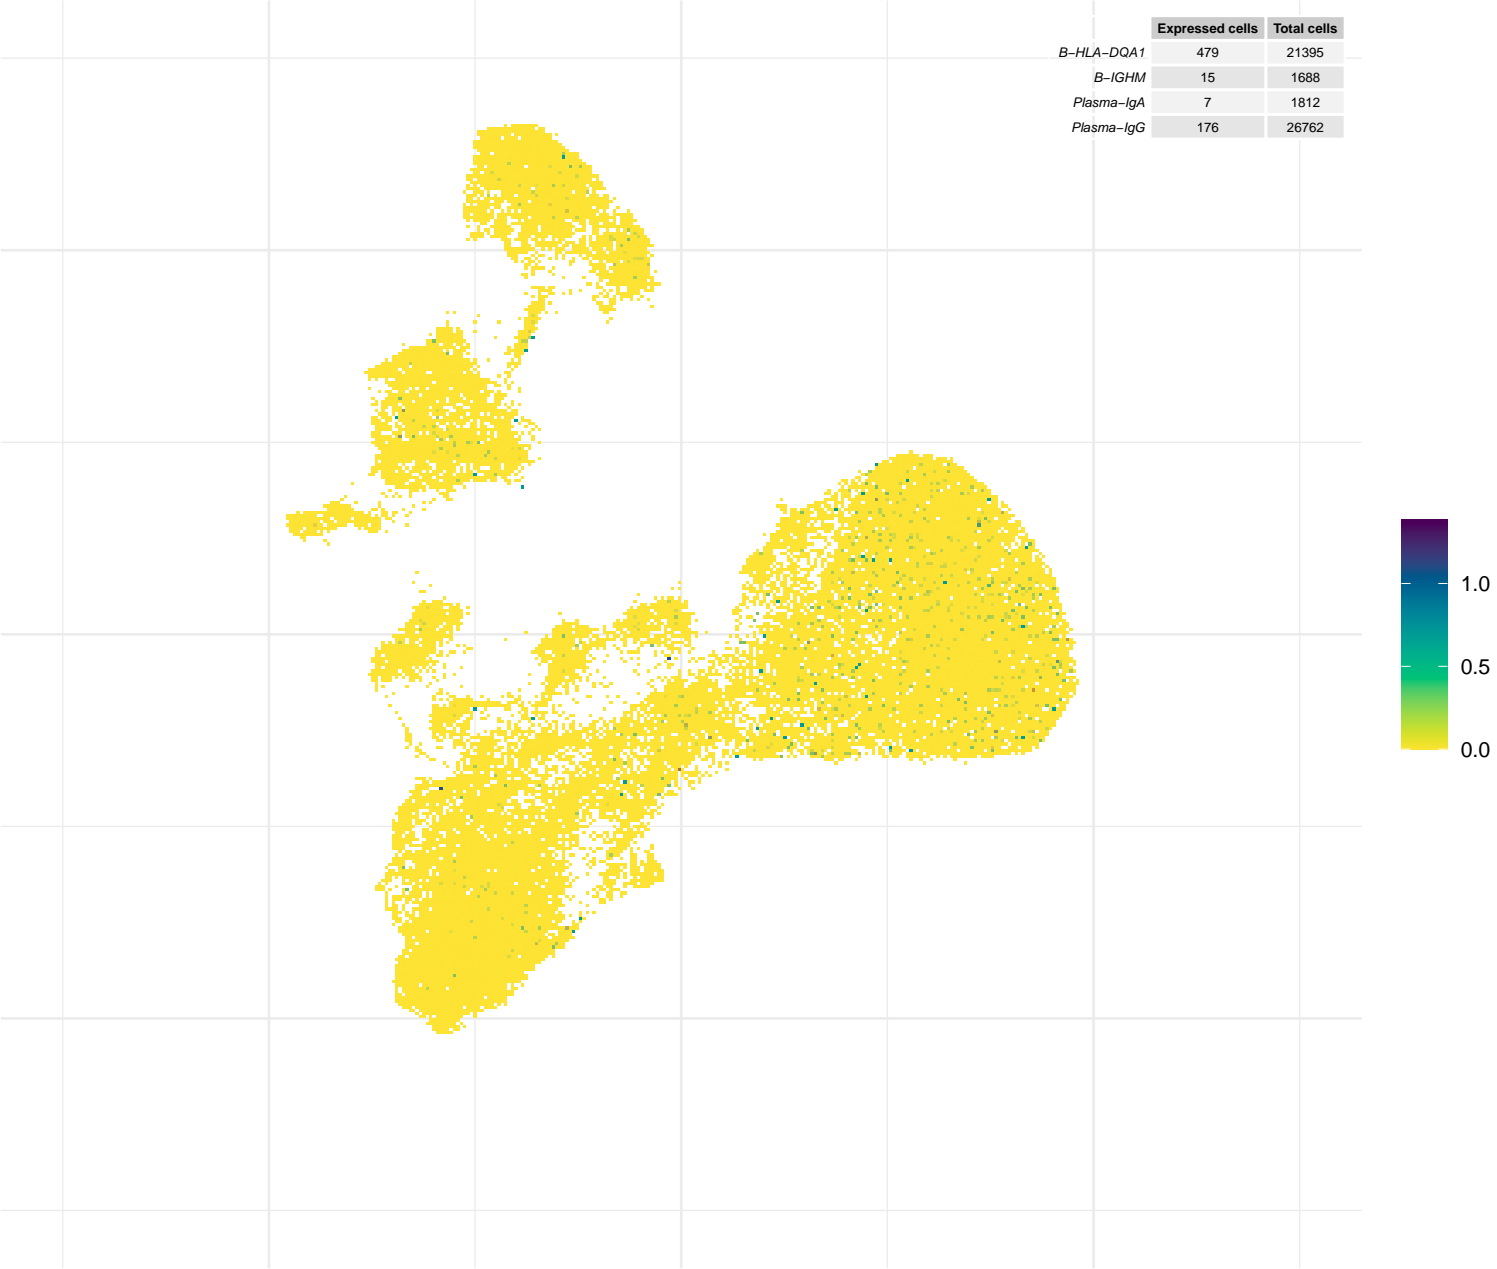 Expressed cells Total cells
B−HLA−DQA1 479 21395
B−IGHM 15 1688
Plasma−IgA 7 1812
Plasma−IgG 176 26762
1.0
0.5
0.0